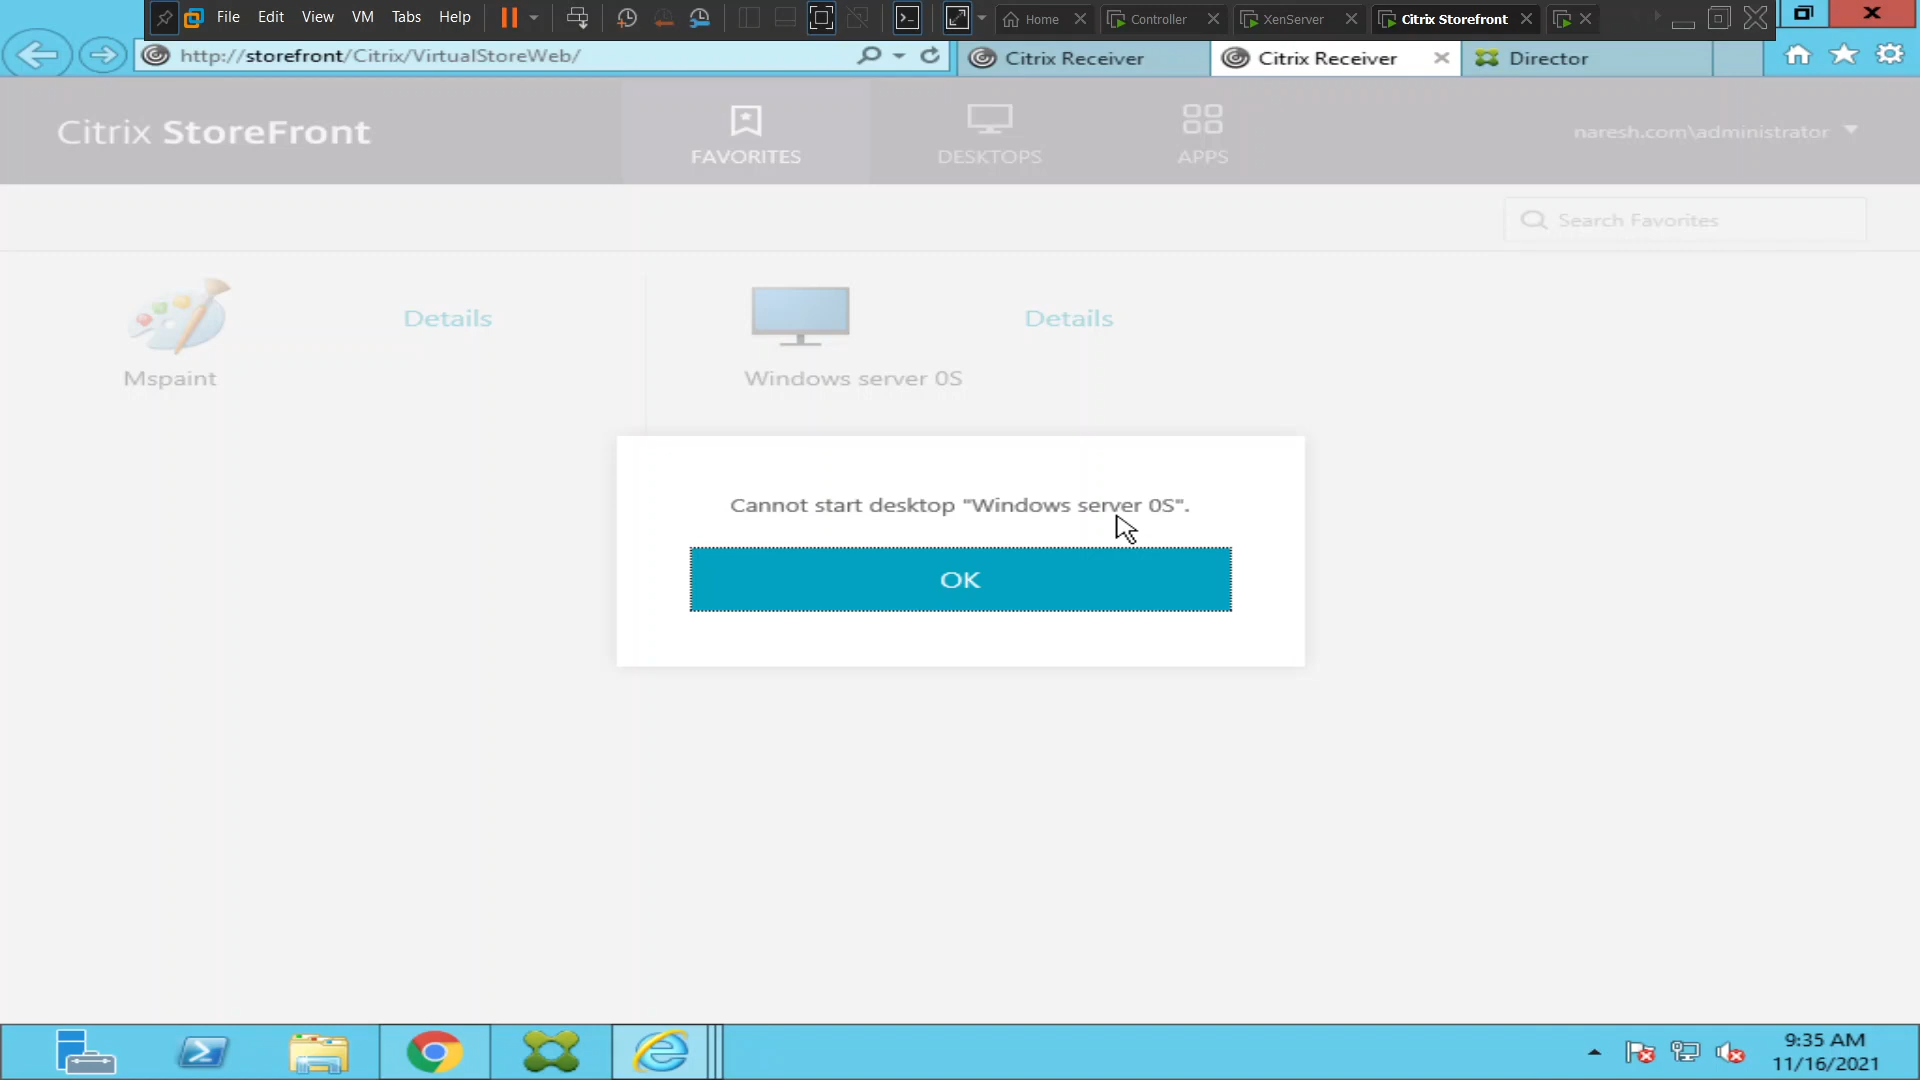 File Edit View VM Tabs Help
Home Controller XenServer Citrix Storefront
http://storefront/Citrix/VirtualStoreWeb/ Citrix Receiver Citrix Receiver Director
Citrix StoreFront
FAVORITES DESKTOPS APPS
naresh.com\administrator
Search Favorites
Details Details
Mspaint Windows server 0S
Cannot start desktop "Windows server 0S".
OK
9:35 AM
11/16/2021